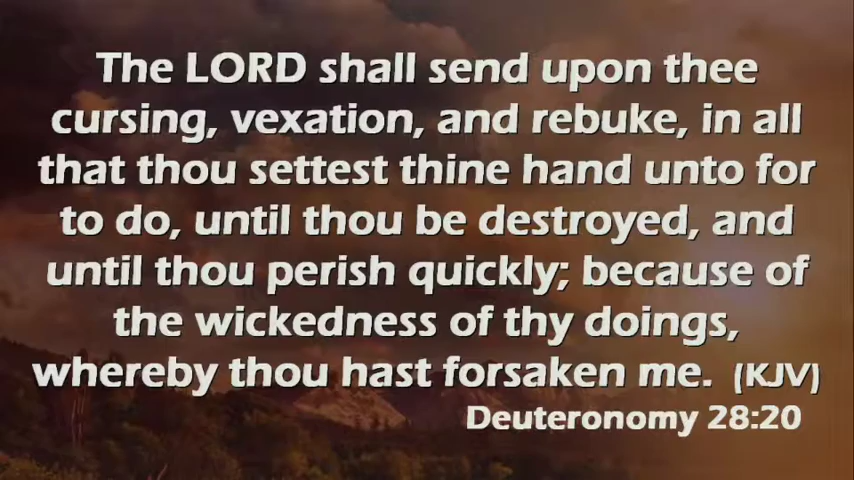 The LORD shall send upon thee
cursing, vexation, and rebuke, in all
that thou settest thine hand unto for
to do, until thou be destroyed, and
until thou perish quickly; because of
the wickedness of thy doings,
whereby thou hast forsaken me. (KJV)
Deuteronomy 28:20